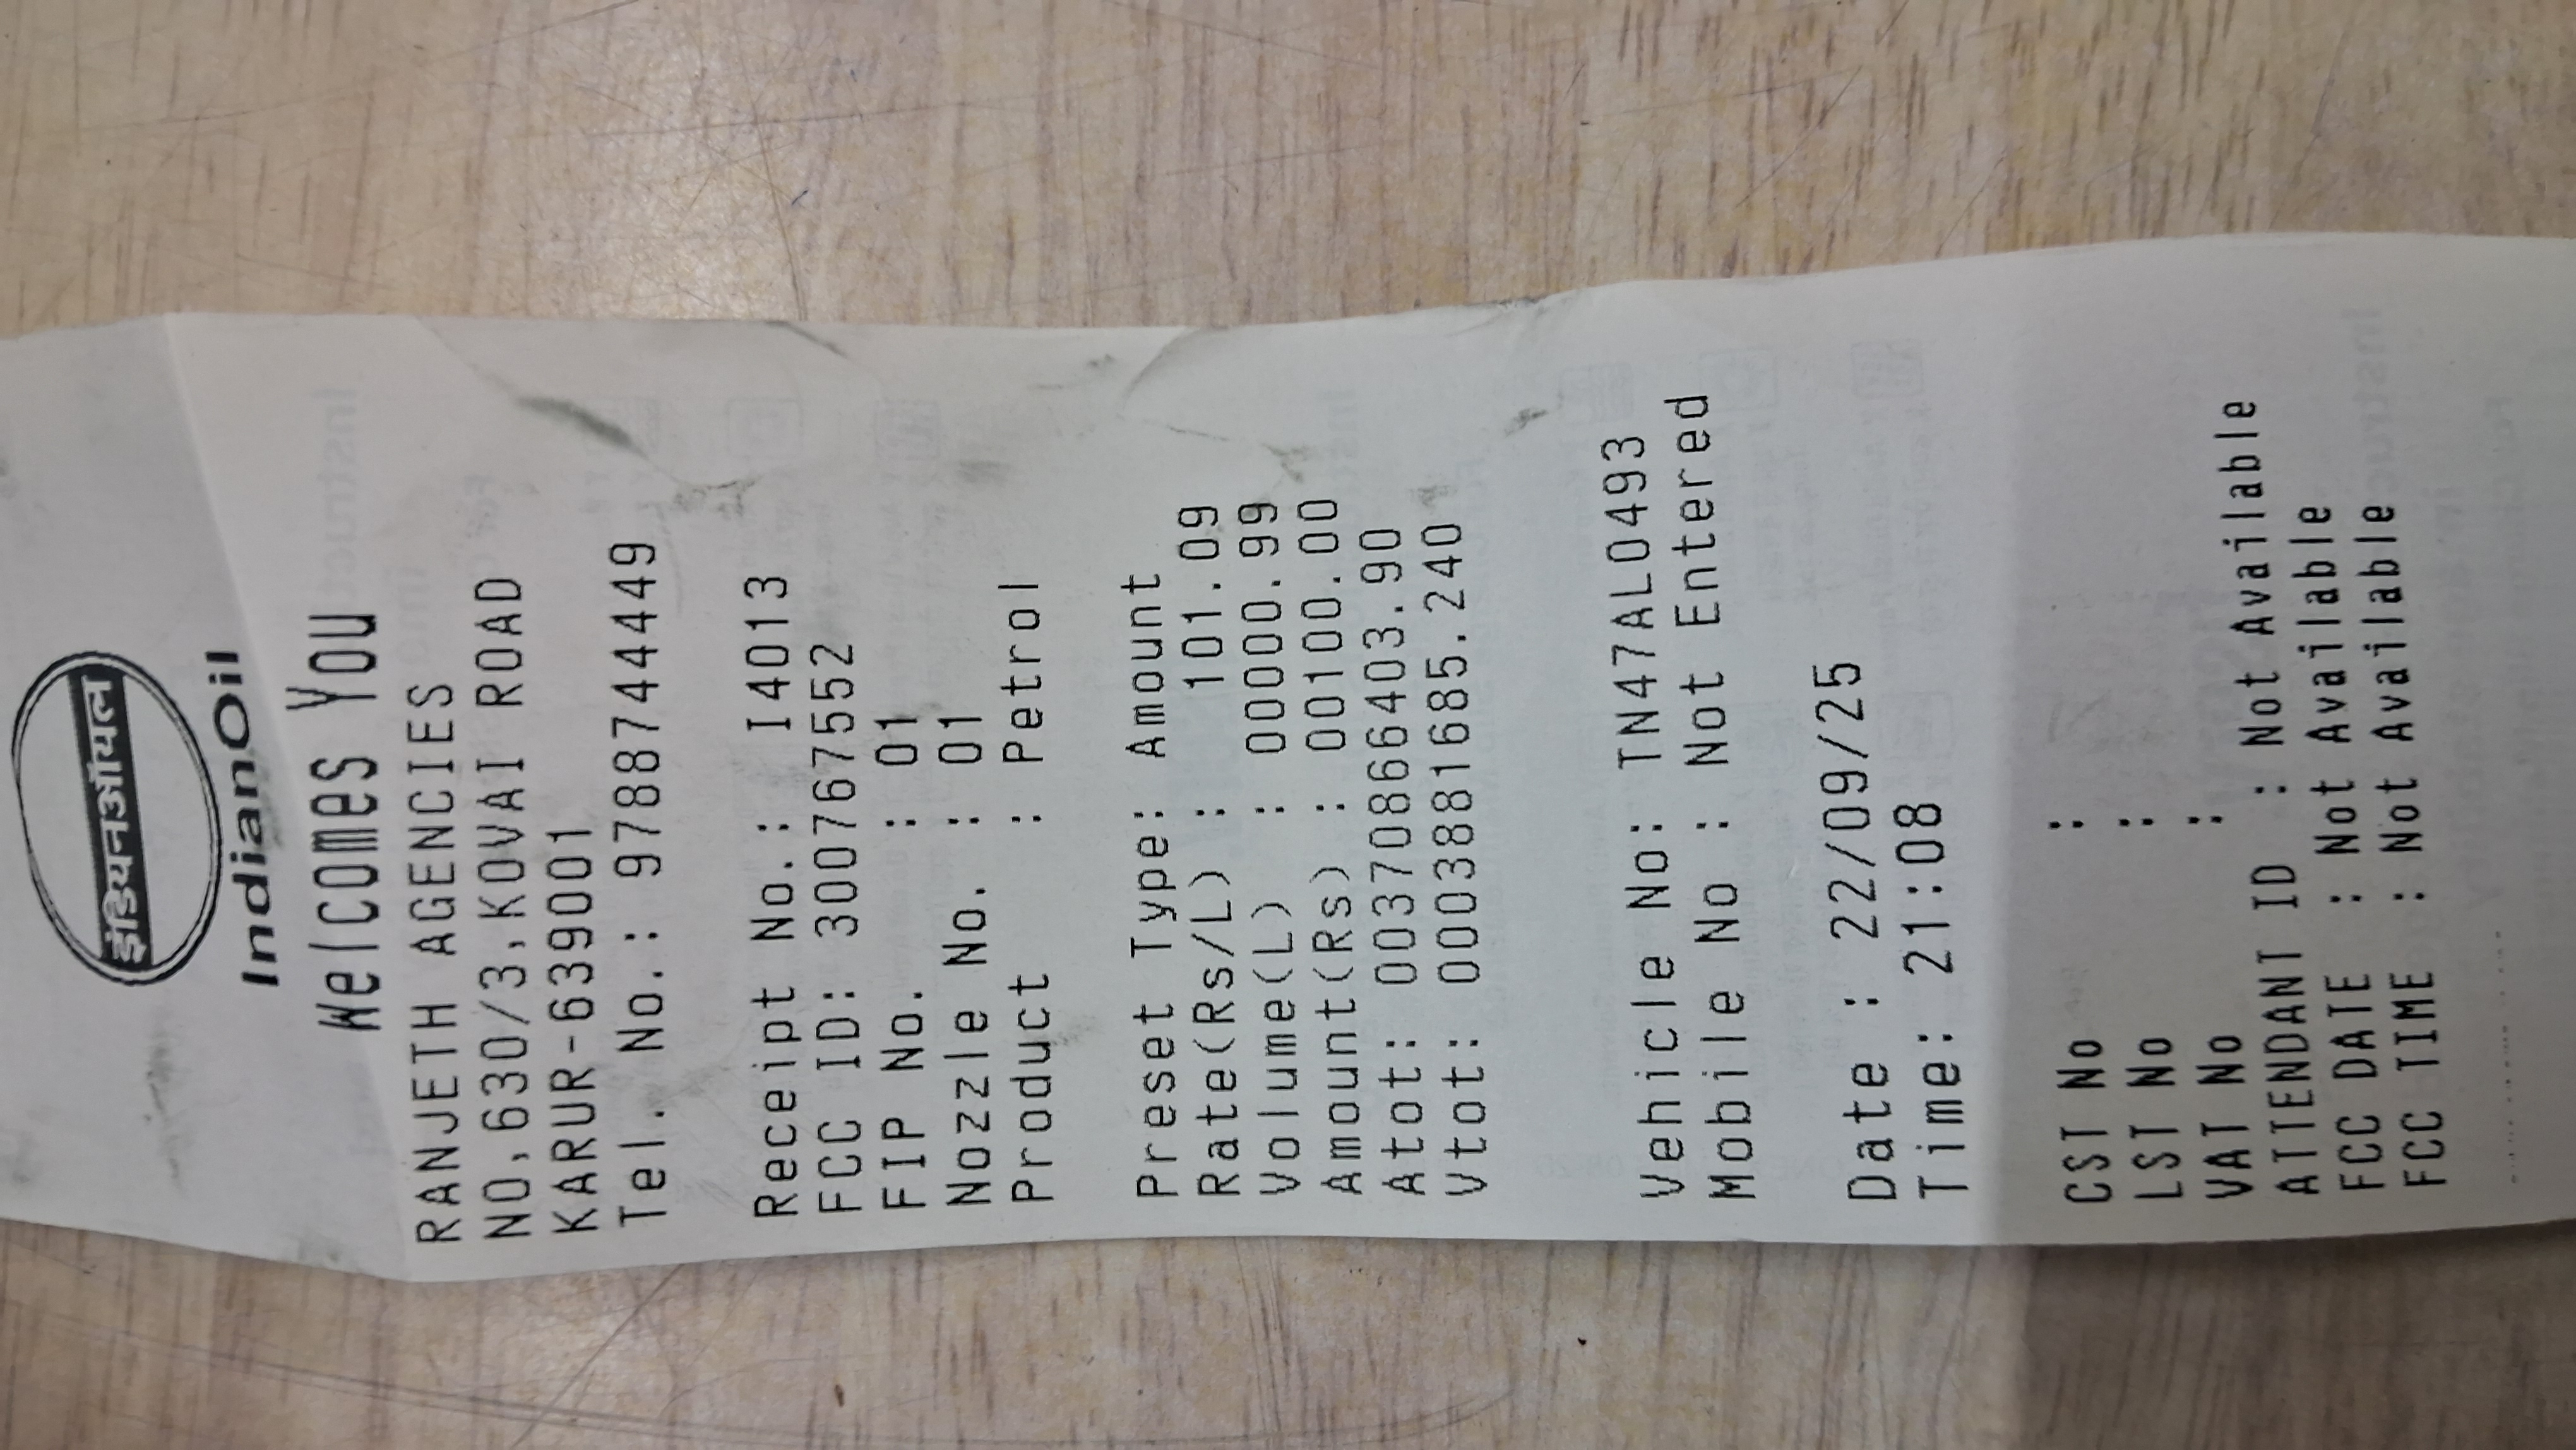 इंडियनऑयल
IndianOil
Welcomes You
RANJETH AGENCIES
NO,630/3,KOVAI ROAD
KARUR-639001
Tel. No.: 9788744449
Receipt No.: I4013
FCC ID: 300767552
FIP No. : 01
Nozzle No. : 01
Product : Petrol
Preset Type: Amount
Rate(Rs/L) : 101.09
Volume(L) : 00000.99
Amount(Rs) : 00100.00
Atot: 00370866403.90
Vtot: 00003881685.240
Vehicle No: TN47AL0493
Mobile No : Not Entered
Date : 22/09/25
Time: 21:08
CST No :
LST No :
VAT No :
ATTENDANT ID : Not Available
FCC DATE : Not Available
FCC TIME : Not Available